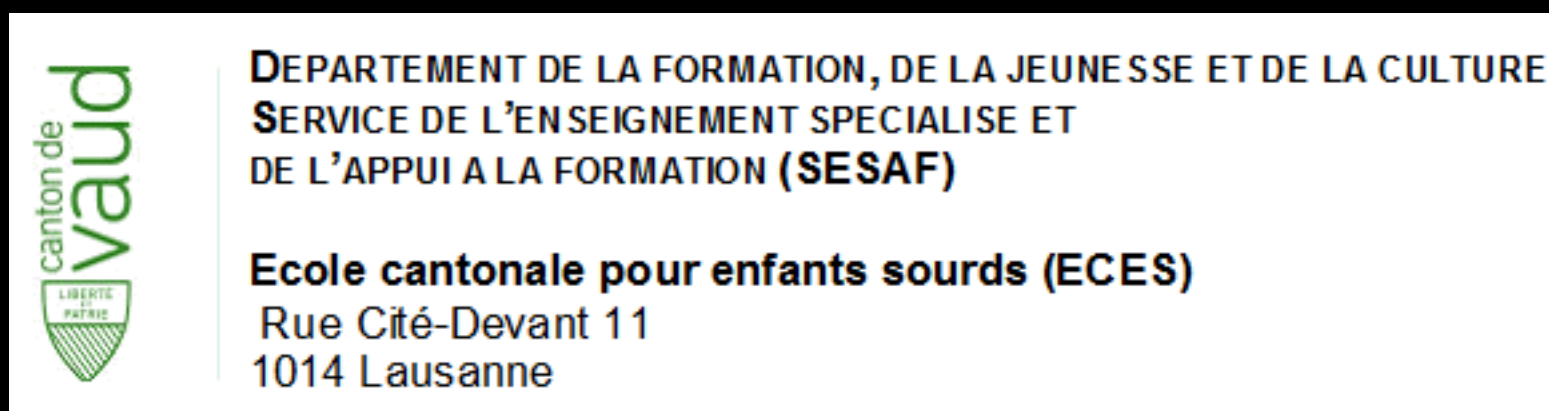 canton de
vaud
LIBERTÉ
ET
PATRIE
DEPARTEMENT DE LA FORMATION, DE LA JEUNESSE ET DE LA CULTURE
SERVICE DE L'ENSEIGNEMENT SPECIALISE ET
DE L'APPUI A LA FORMATION (SESAF)
Ecole cantonale pour enfants sourds (ECES)
Rue Cité-Devant 11
1014 Lausanne